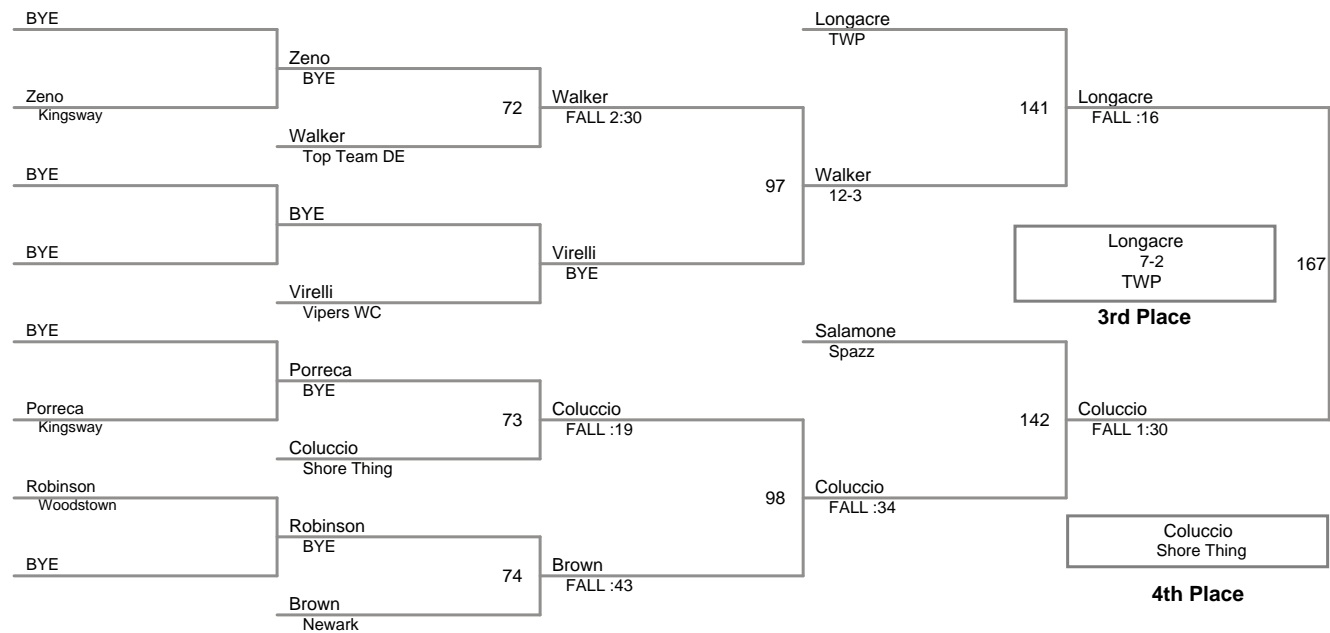 BYE
Zeno
Kingsway
BYE
BYE
BYE
Porreca
Kingsway
Robinson
Woodstown
BYE
Zeno
BYE
Walker
Top Team DE
BYE
Virelli
Vipers WC
Porreca
BYE
Coluccio
Shore Thing
Robinson
BYE
Brown
Newark
72
73
74
Walker
FALL 2:30
Virelli
BYE
Coluccio
FALL :19
Brown
FALL :43
97
98
Longacre
TWP
Walker
12-3
Salamone
Spazz
Coluccio
FALL :34
141
142
Longacre
FALL :16
Coluccio
FALL 1:30
167
Longacre
7-2
TWP
3rd Place
Coluccio
Shore Thing
4th Place